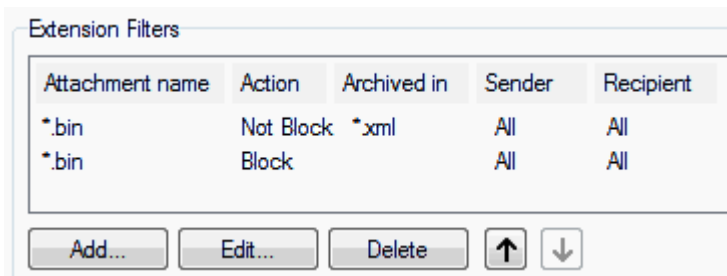 Extension Filters
Attachment name Action Archived in Sender Recipient
*.bin Not Block *.xml All All
*.bin Block All All
Add... Edit... Delete